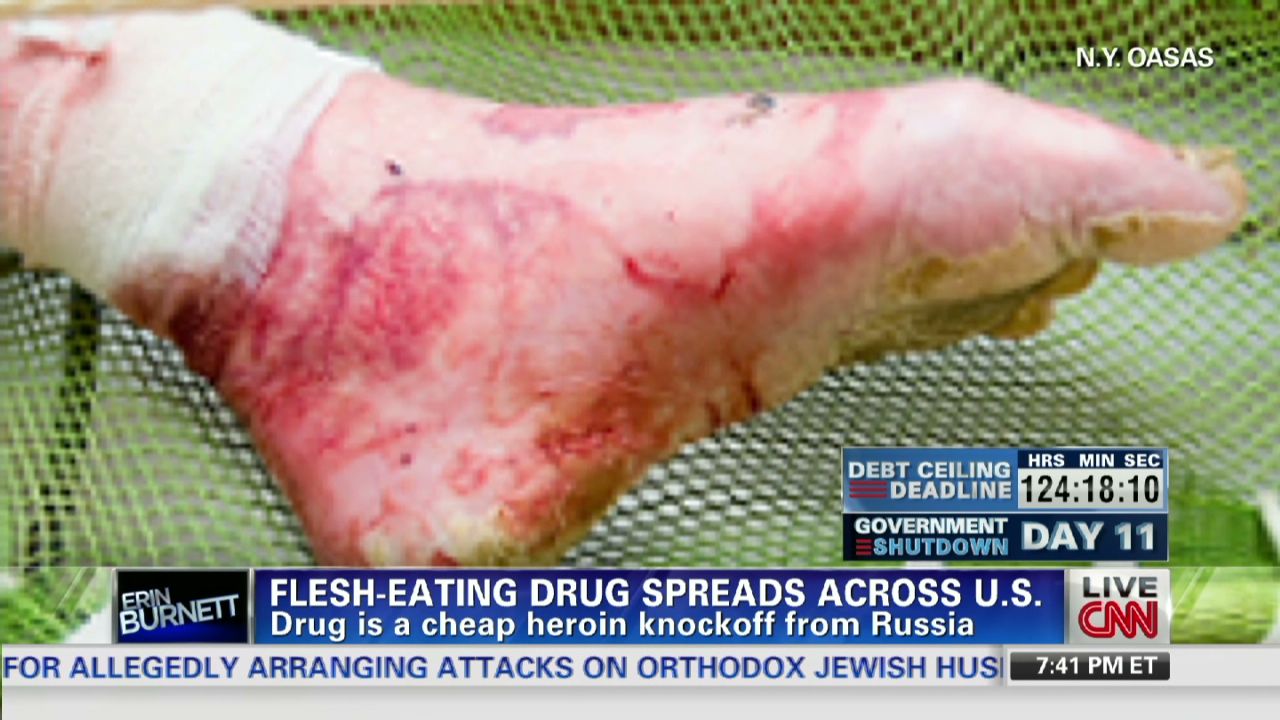 N.Y. OASAS
DEBT CEILING
DEADLINE
HRS MIN SEC
124:18:10
GOVERNMENT
SHUTDOWN
DAY 11
ERIN
BURNETT
FLESH-EATING DRUG SPREADS ACROSS U.S.
Drug is a cheap heroin knockoff from Russia
LIVE
CNN
FOR ALLEGEDLY ARRANGING ATTACKS ON ORTHODOX JEWISH HUS
7:41 PM ET